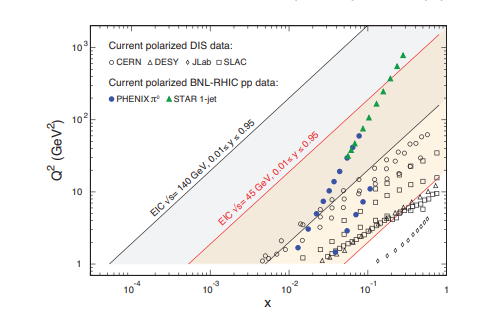 Current polarized DIS data:
○ CERN △ DESY ◊ JLab □ SLAC
Current polarized BNL-RHIC pp data:
● PHENIX π⁰ ▲ STAR 1-jet
EIC √s= 140 GeV, 0.01≤ y ≤ 0.95
EIC √s= 45 GeV, 0.01≤ y ≤ 0.95
Q² (GeV²)
10³
10²
10
1
10⁻⁴ 10⁻³ 10⁻² 10⁻¹ 1
x